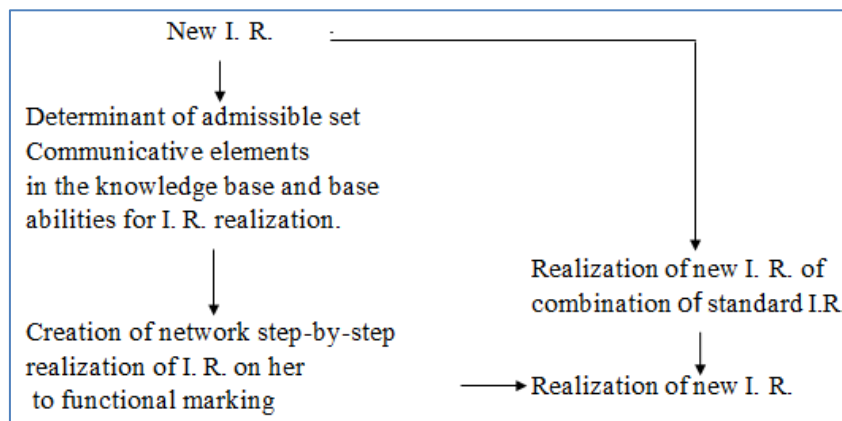 New I. R.
Determinant of admissible set
Communicative elements
in the knowledge base and base
abilities for I. R. realization.
Realization of new I. R. of
combination of standard I.R
Creation of network step-by-step
realization of I. R. on her
to functional marking
Realization of new I. R.